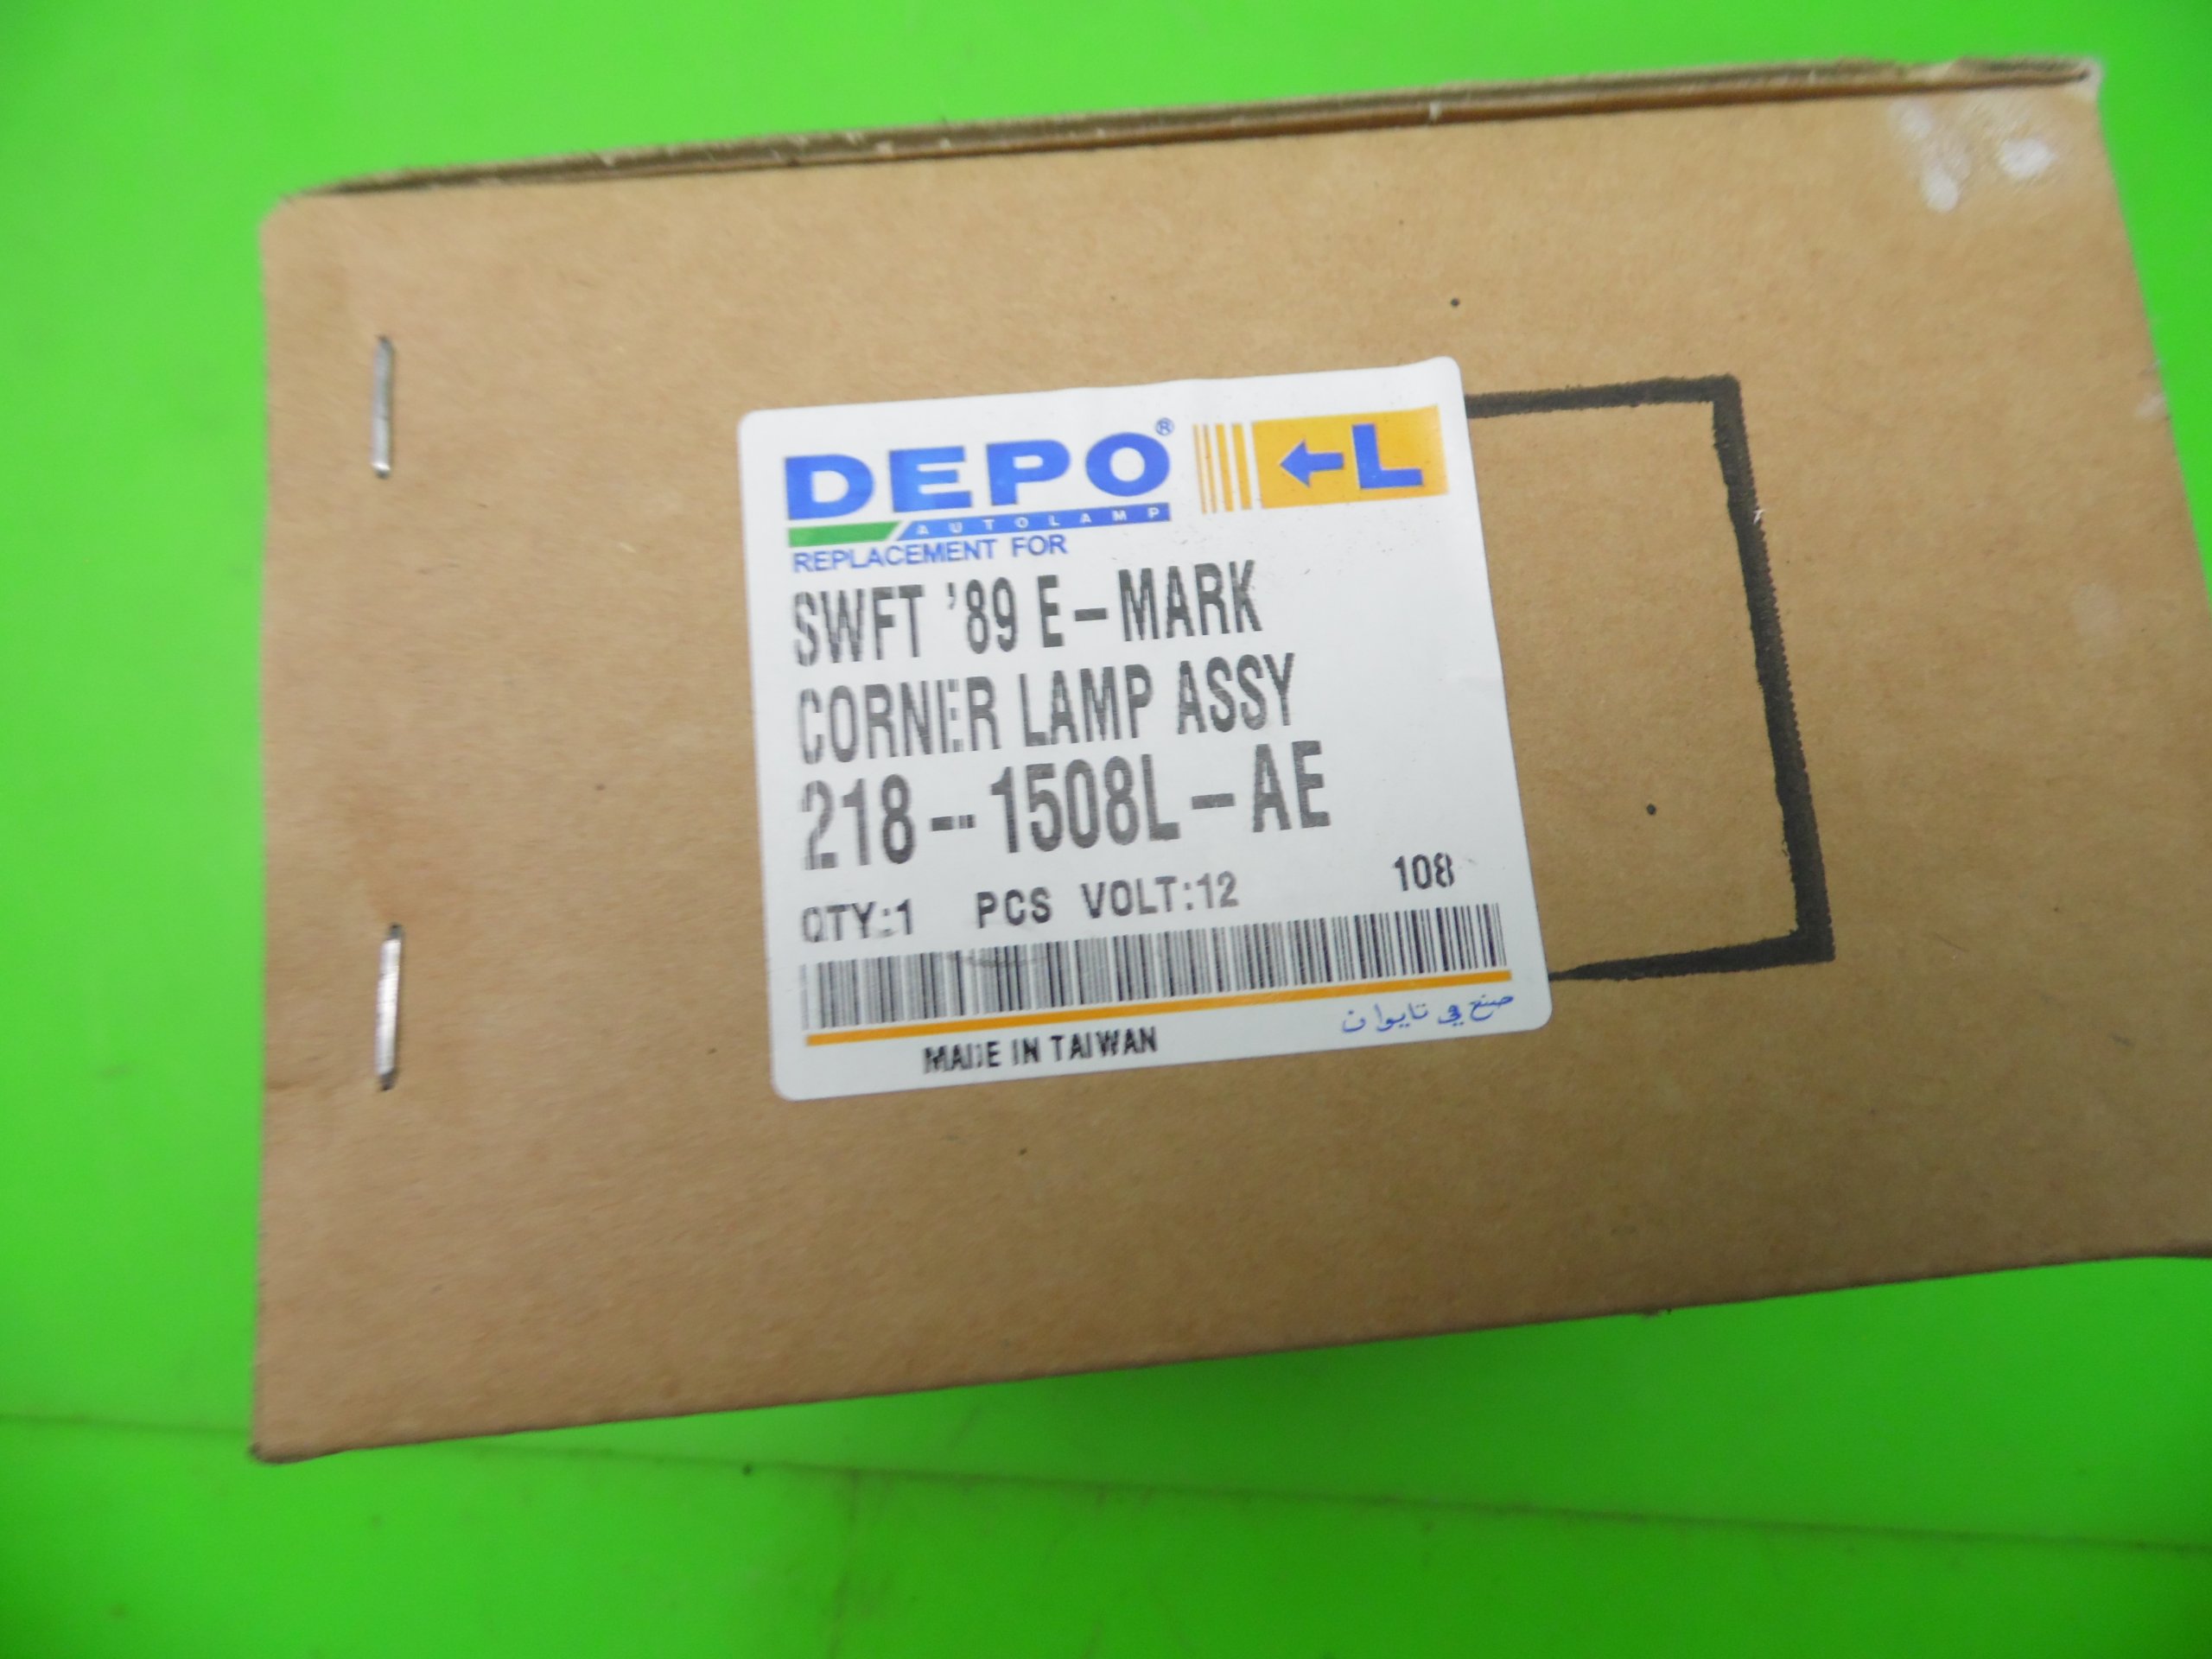 DEPO® ←L
AUTOLAMP
REPLACEMENT FOR
SWFT '89 E-MARK
CORNER LAMP ASSY
218-1508L-AE
QTY:1 PCS VOLT:12 108
صنع في تايوان
MADE IN TAIWAN